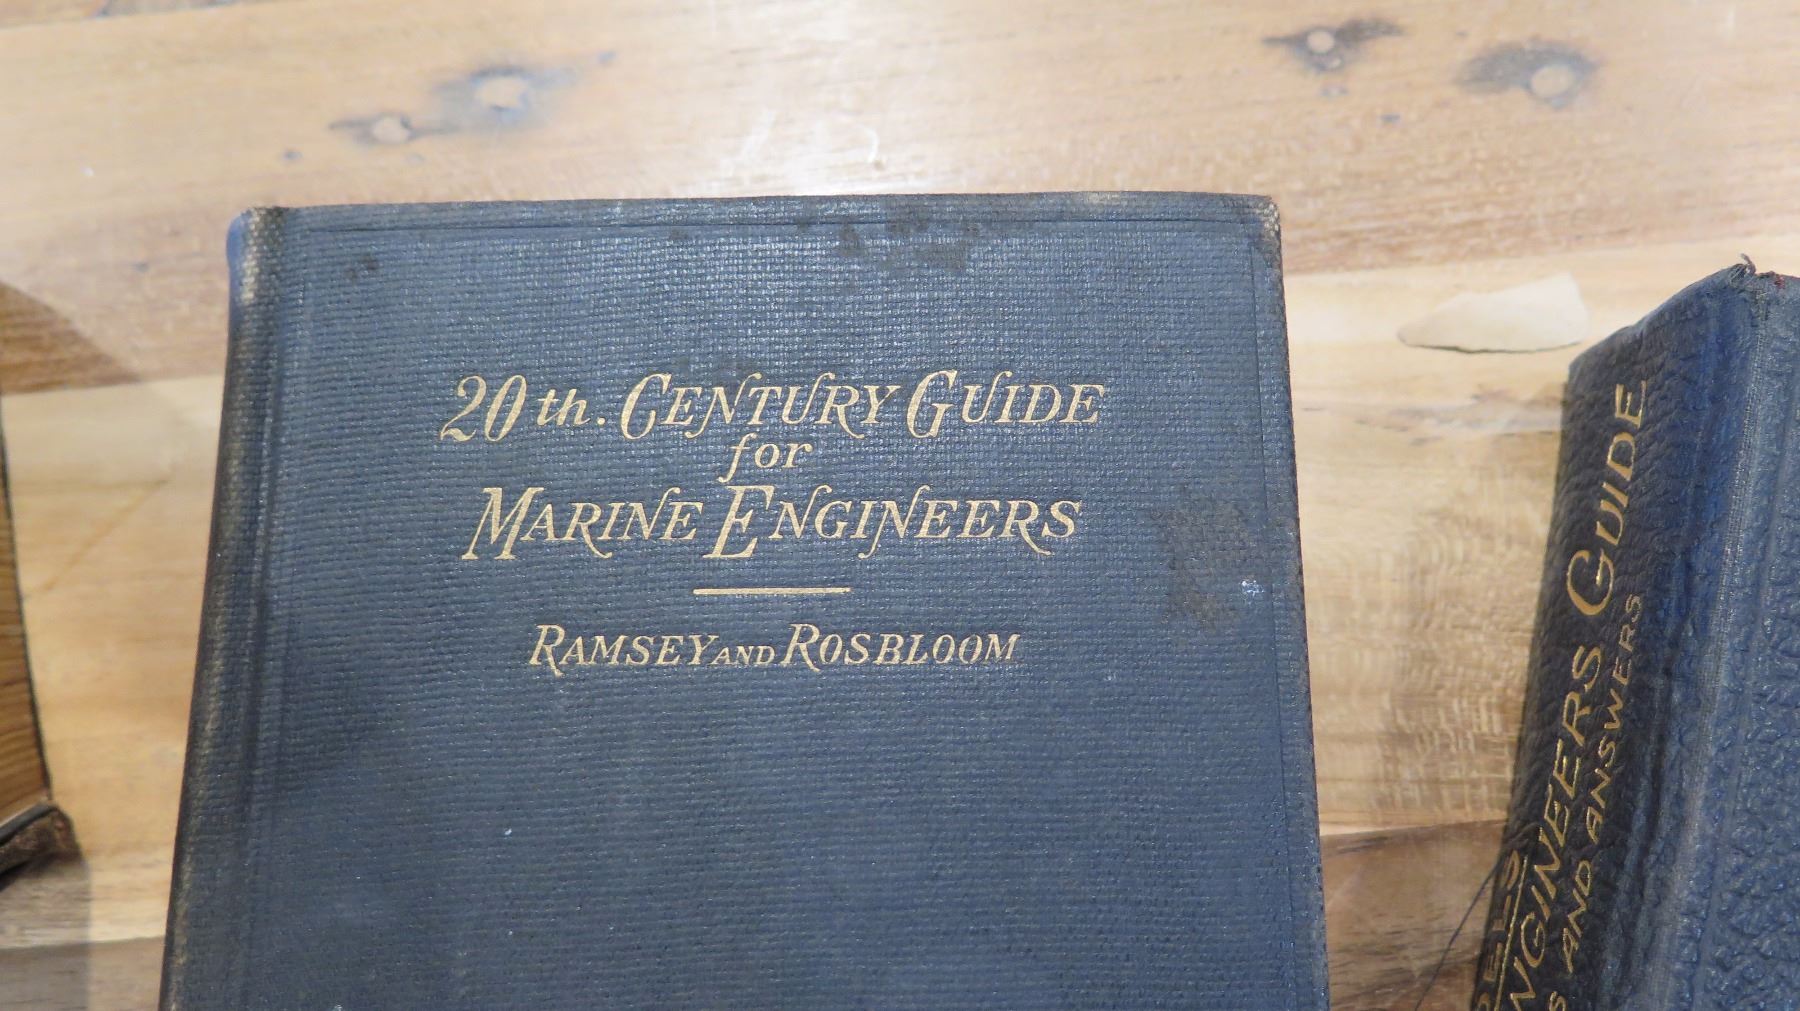 20th. CENTURY GUIDE
for
MARINE ENGINEERS
RAMSEY AND ROSBLOOM
ENGINEERS GUIDE
AND ANSWERS